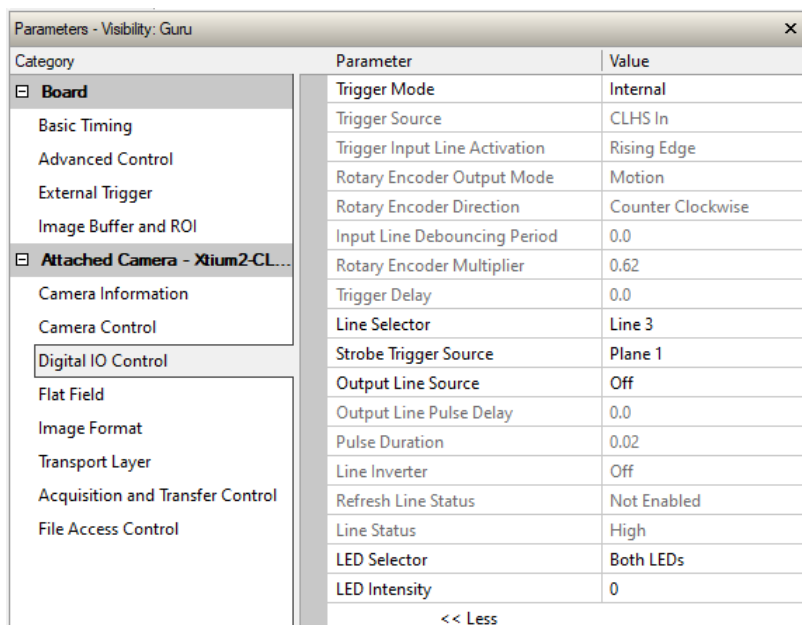 Parameters - Visibility: Guru
Category
Board
Basic Timing
Advanced Control
External Trigger
Image Buffer and ROI
Attached Camera - Xtium2-CL...
Camera Information
Camera Control
Digital IO Control
Flat Field
Image Format
Transport Layer
Acquisition and Transfer Control
File Access Control
Parameter Value
Trigger Mode Internal
Trigger Source CLHS In
Trigger Input Line Activation Rising Edge
Rotary Encoder Output Mode Motion
Rotary Encoder Direction Counter Clockwise
Input Line Debouncing Period 0.0
Rotary Encoder Multiplier 0.62
Trigger Delay 0.0
Line Selector Line 3
Strobe Trigger Source Plane 1
Output Line Source Off
Output Line Pulse Delay 0.0
Pulse Duration 0.02
Line Inverter Off
Refresh Line Status Not Enabled
Line Status High
LED Selector Both LEDs
LED Intensity 0
<< Less